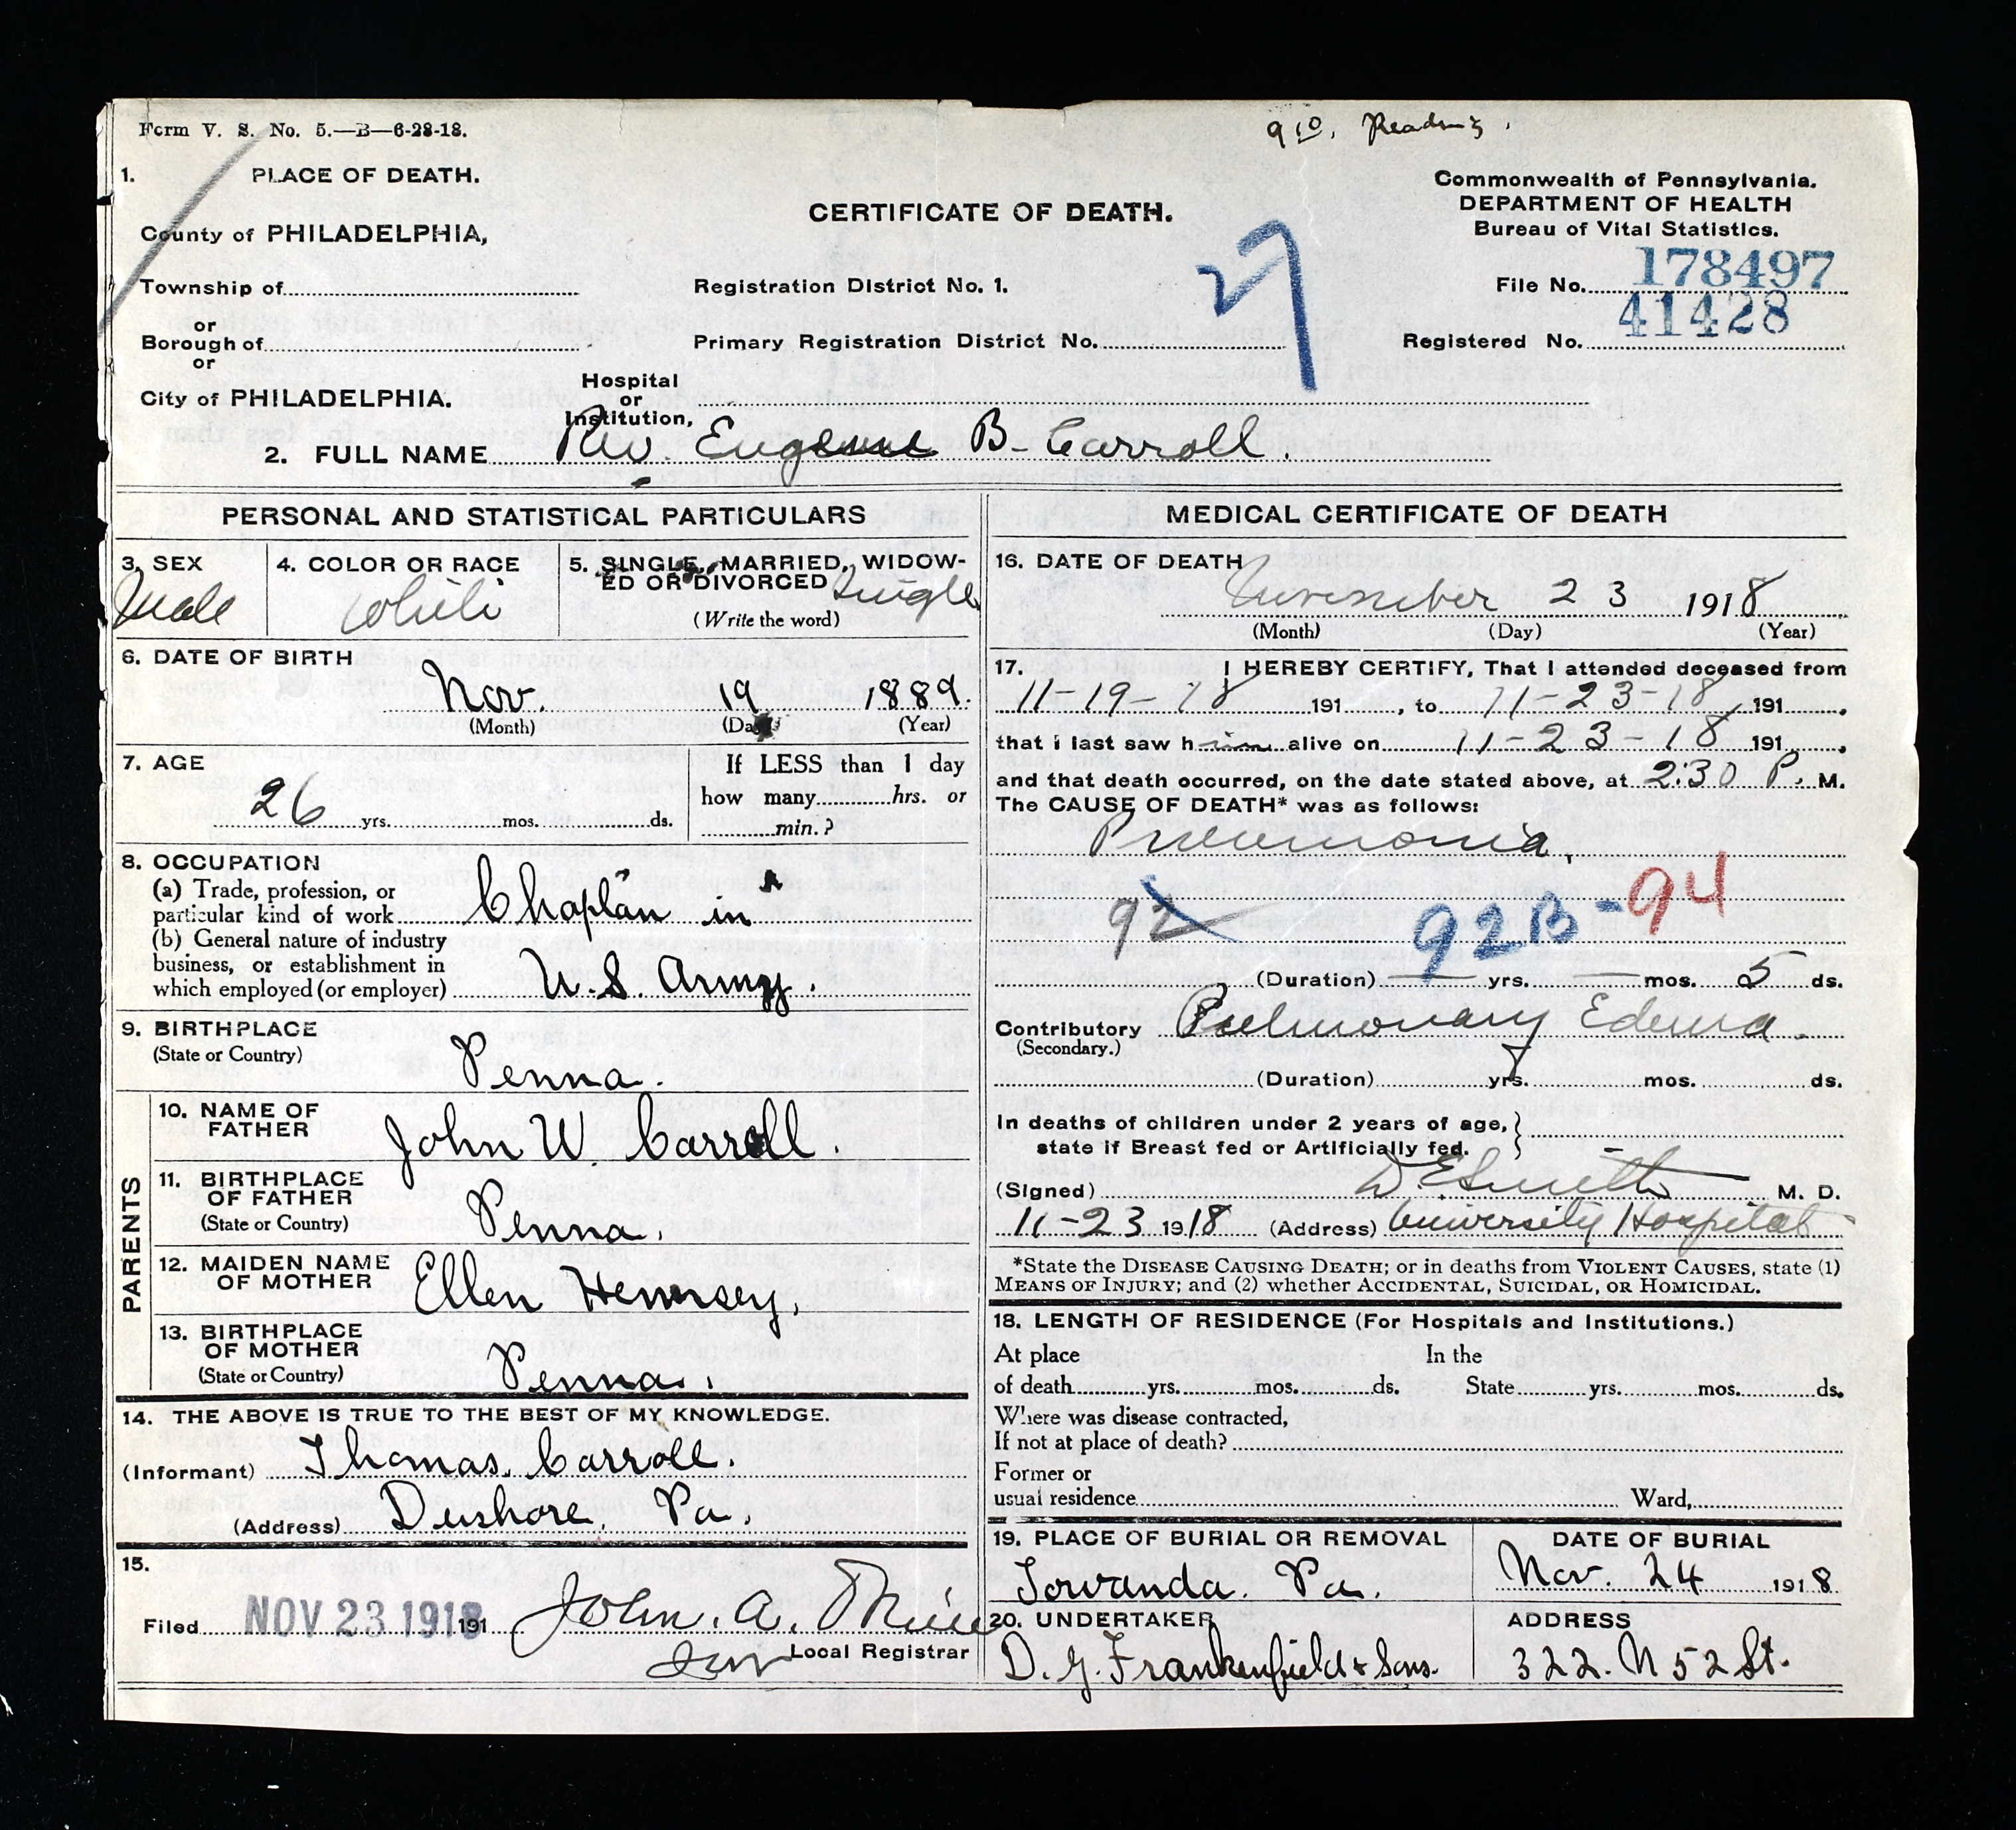 Form V. S. No. 5.—B—6-28-18.
9 10, Reading.
1. PLACE OF DEATH.
County of PHILADELPHIA,
Township of
or
Borough of
or
City of PHILADELPHIA.
CERTIFICATE OF DEATH.
Registration District No. 1.
Primary Registration District No.
Hospital
or
Institution,
27
Commonwealth of Pennsylvania.
DEPARTMENT OF HEALTH
Bureau of Vital Statistics.
File No. 178497
Registered No. 41428
2. FULL NAME Rev. Eugene B. Carroll.
PERSONAL AND STATISTICAL PARTICULARS
3. SEX
Male
4. COLOR OR RACE
White
5. SINGLE, MARRIED, WIDOW-
ED OR DIVORCED Single
(Write the word)
6. DATE OF BIRTH
Nov. 19 1889.
(Month) (Day) (Year)
7. AGE
26 yrs. mos. ds.
If LESS than 1 day
how many hrs. or
min.?
8. OCCUPATION
(a) Trade, profession, or
particular kind of work Chaplan in
(b) General nature of industry
business, or establishment in
which employed (or employer) U.S. Army.
9. BIRTHPLACE
(State or Country)
Penna.
PARENTS
10. NAME OF
FATHER
John W. Carroll.
11. BIRTHPLACE
OF FATHER
(State or Country)
Penna.
12. MAIDEN NAME
OF MOTHER
Ellen Hennesey.
13. BIRTHPLACE
OF MOTHER
(State or Country)
Penna.
14. THE ABOVE IS TRUE TO THE BEST OF MY KNOWLEDGE.
(Informant) Thomas Carroll.
(Address) Dushore, Pa.
15.
Filed NOV 23 1918 191 John. A.
Local Registrar
MEDICAL CERTIFICATE OF DEATH
16. DATE OF DEATH
November 23 1918
(Month) (Day) (Year)
17. I HEREBY CERTIFY, That I attended deceased from
11-19-18 191 , to 11-23-18 191 .
that I last saw him alive on 11-23-18 191 .
and that death occurred, on the date stated above, at 2:30 P. M.
The CAUSE OF DEATH* was as follows:
Pneumonia.
92 92B-94
(Duration) — yrs. — mos. 5 ds.
Contributory Pulmonary Edema.
(Secondary.)
(Duration) yrs. mos. ds.
In deaths of children under 2 years of age,
state if Breast fed or Artificially fed.
(Signed) D E Smith M. D.
11-23 1918 (Address) University Hospital
*State the DISEASE CAUSING DEATH; or in deaths from VIOLENT CAUSES, state (1)
MEANS OF INJURY; and (2) whether ACCIDENTAL, SUICIDAL, OR HOMICIDAL.
18. LENGTH OF RESIDENCE (For Hospitals and Institutions.)
At place In the
of death yrs. mos. ds. State yrs. mos. ds.
Where was disease contracted,
If not at place of death?
Former or
usual residence Ward,
19. PLACE OF BURIAL OR REMOVAL
Towanda. Pa.
DATE OF BURIAL
Nov. 24 1918
20. UNDERTAKER
D. G. Frankenfield & Sons.
ADDRESS
322. N 52 St.